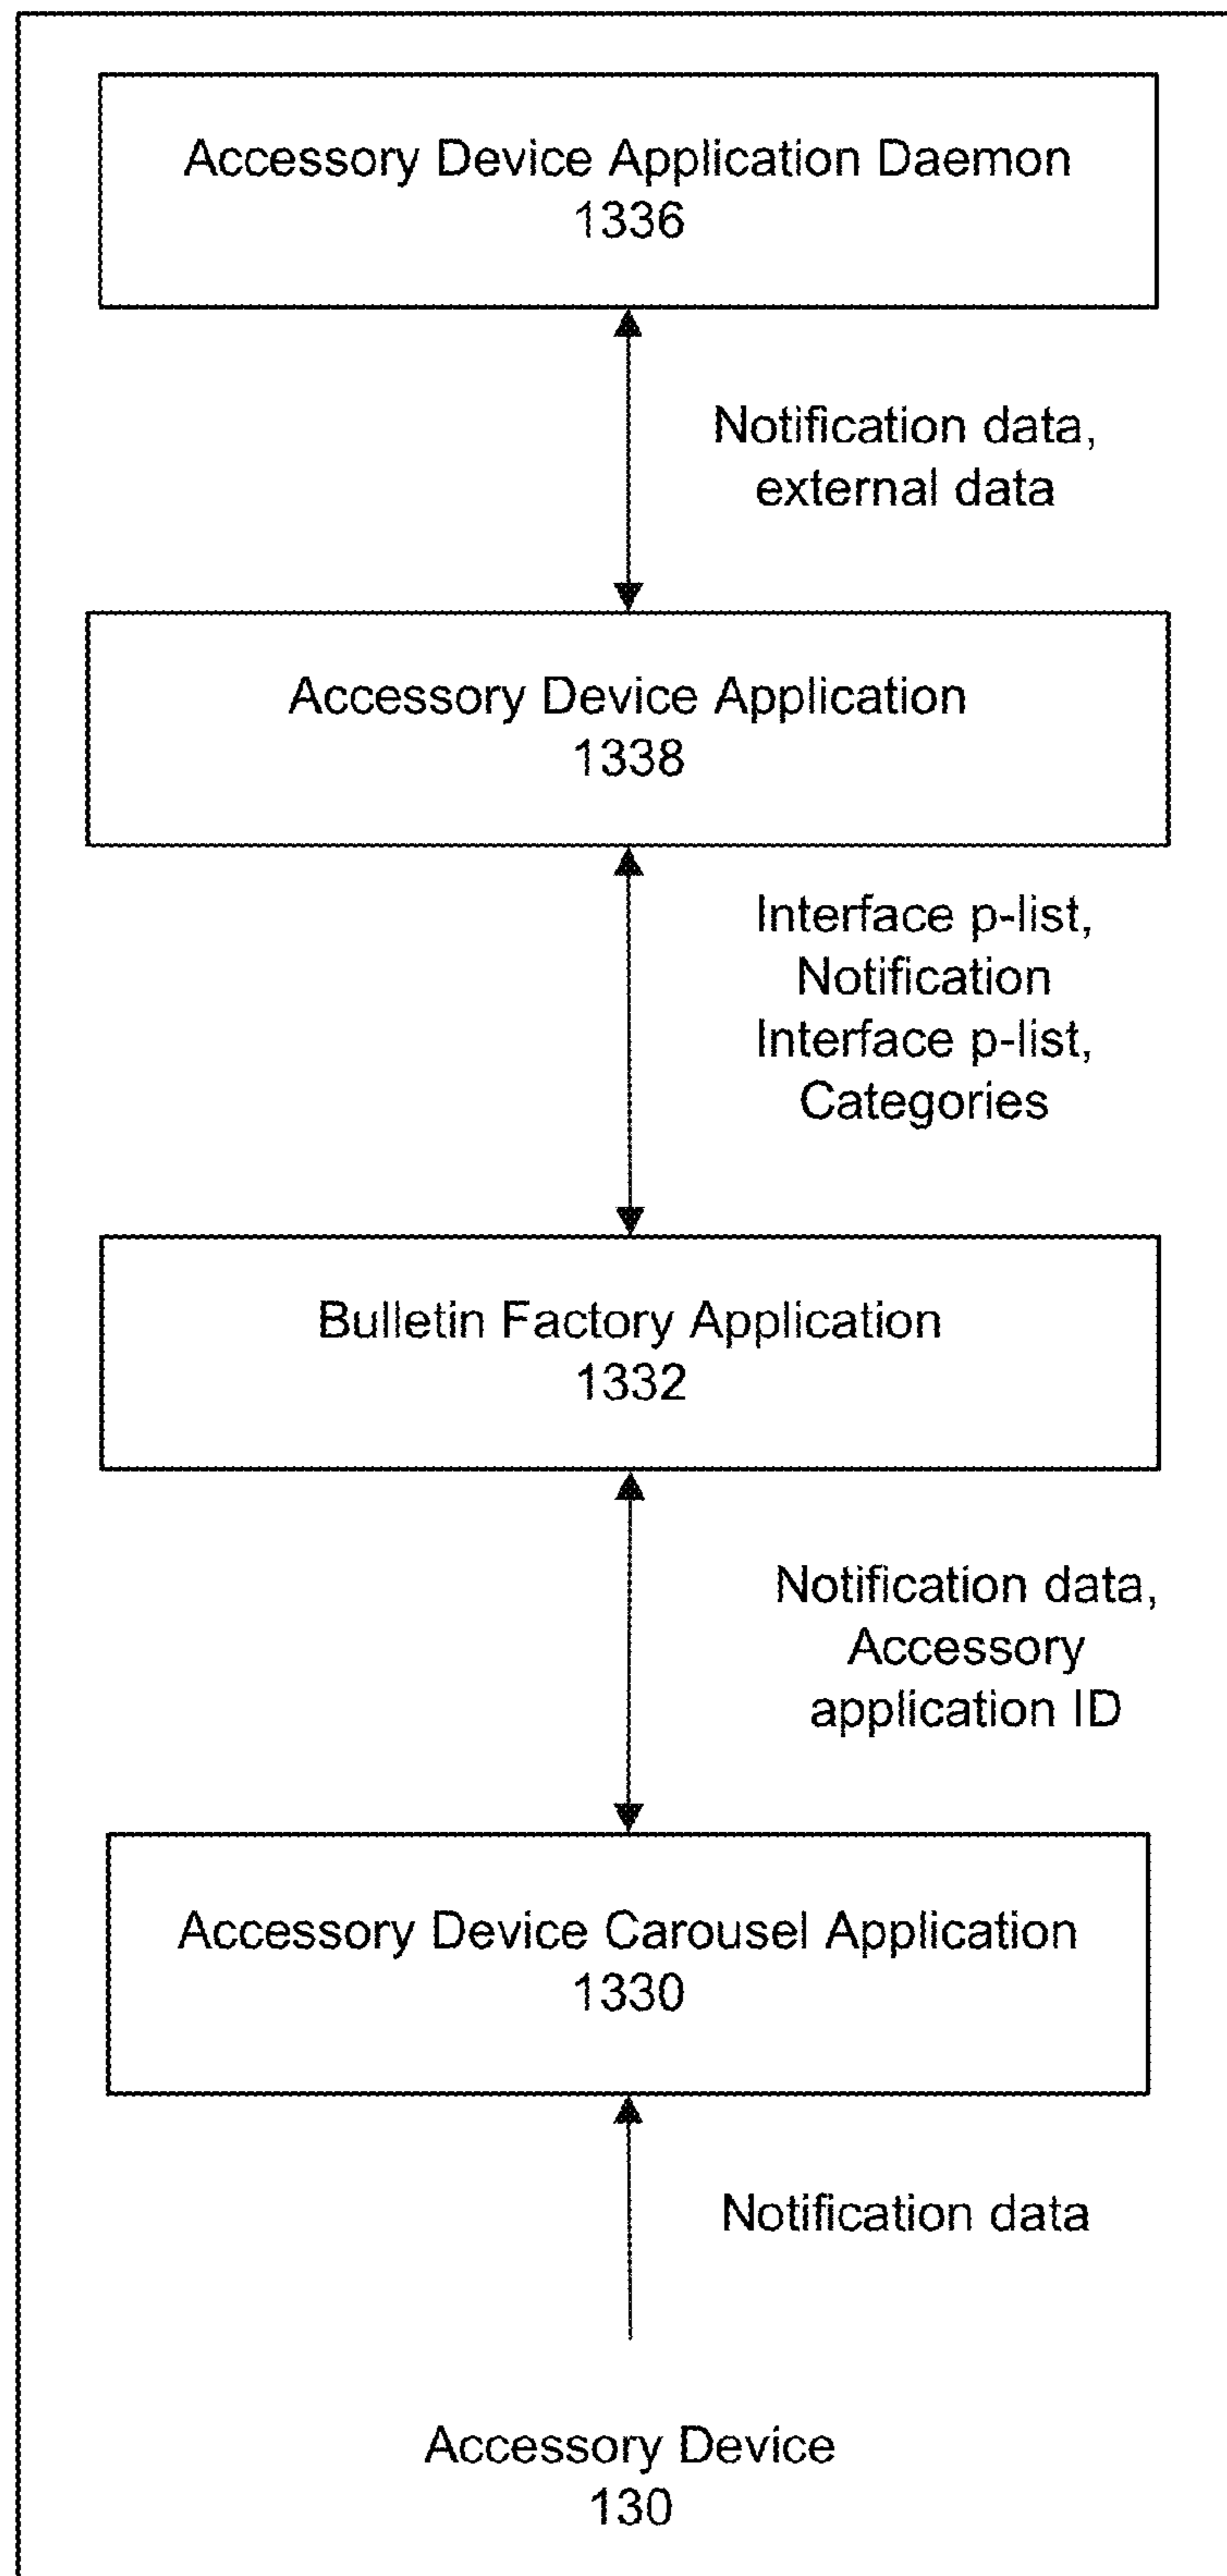 Accessory Device Application Daemon
1336
Notification data,
external data
Accessory Device Application
1338
Interface p-list,
Notification
Interface p-list,
Categories
Bulletin Factory Application
1332
Notification data,
Accessory
application ID
Accessory Device Carousel Application
1330
Notification data
Accessory Device
130